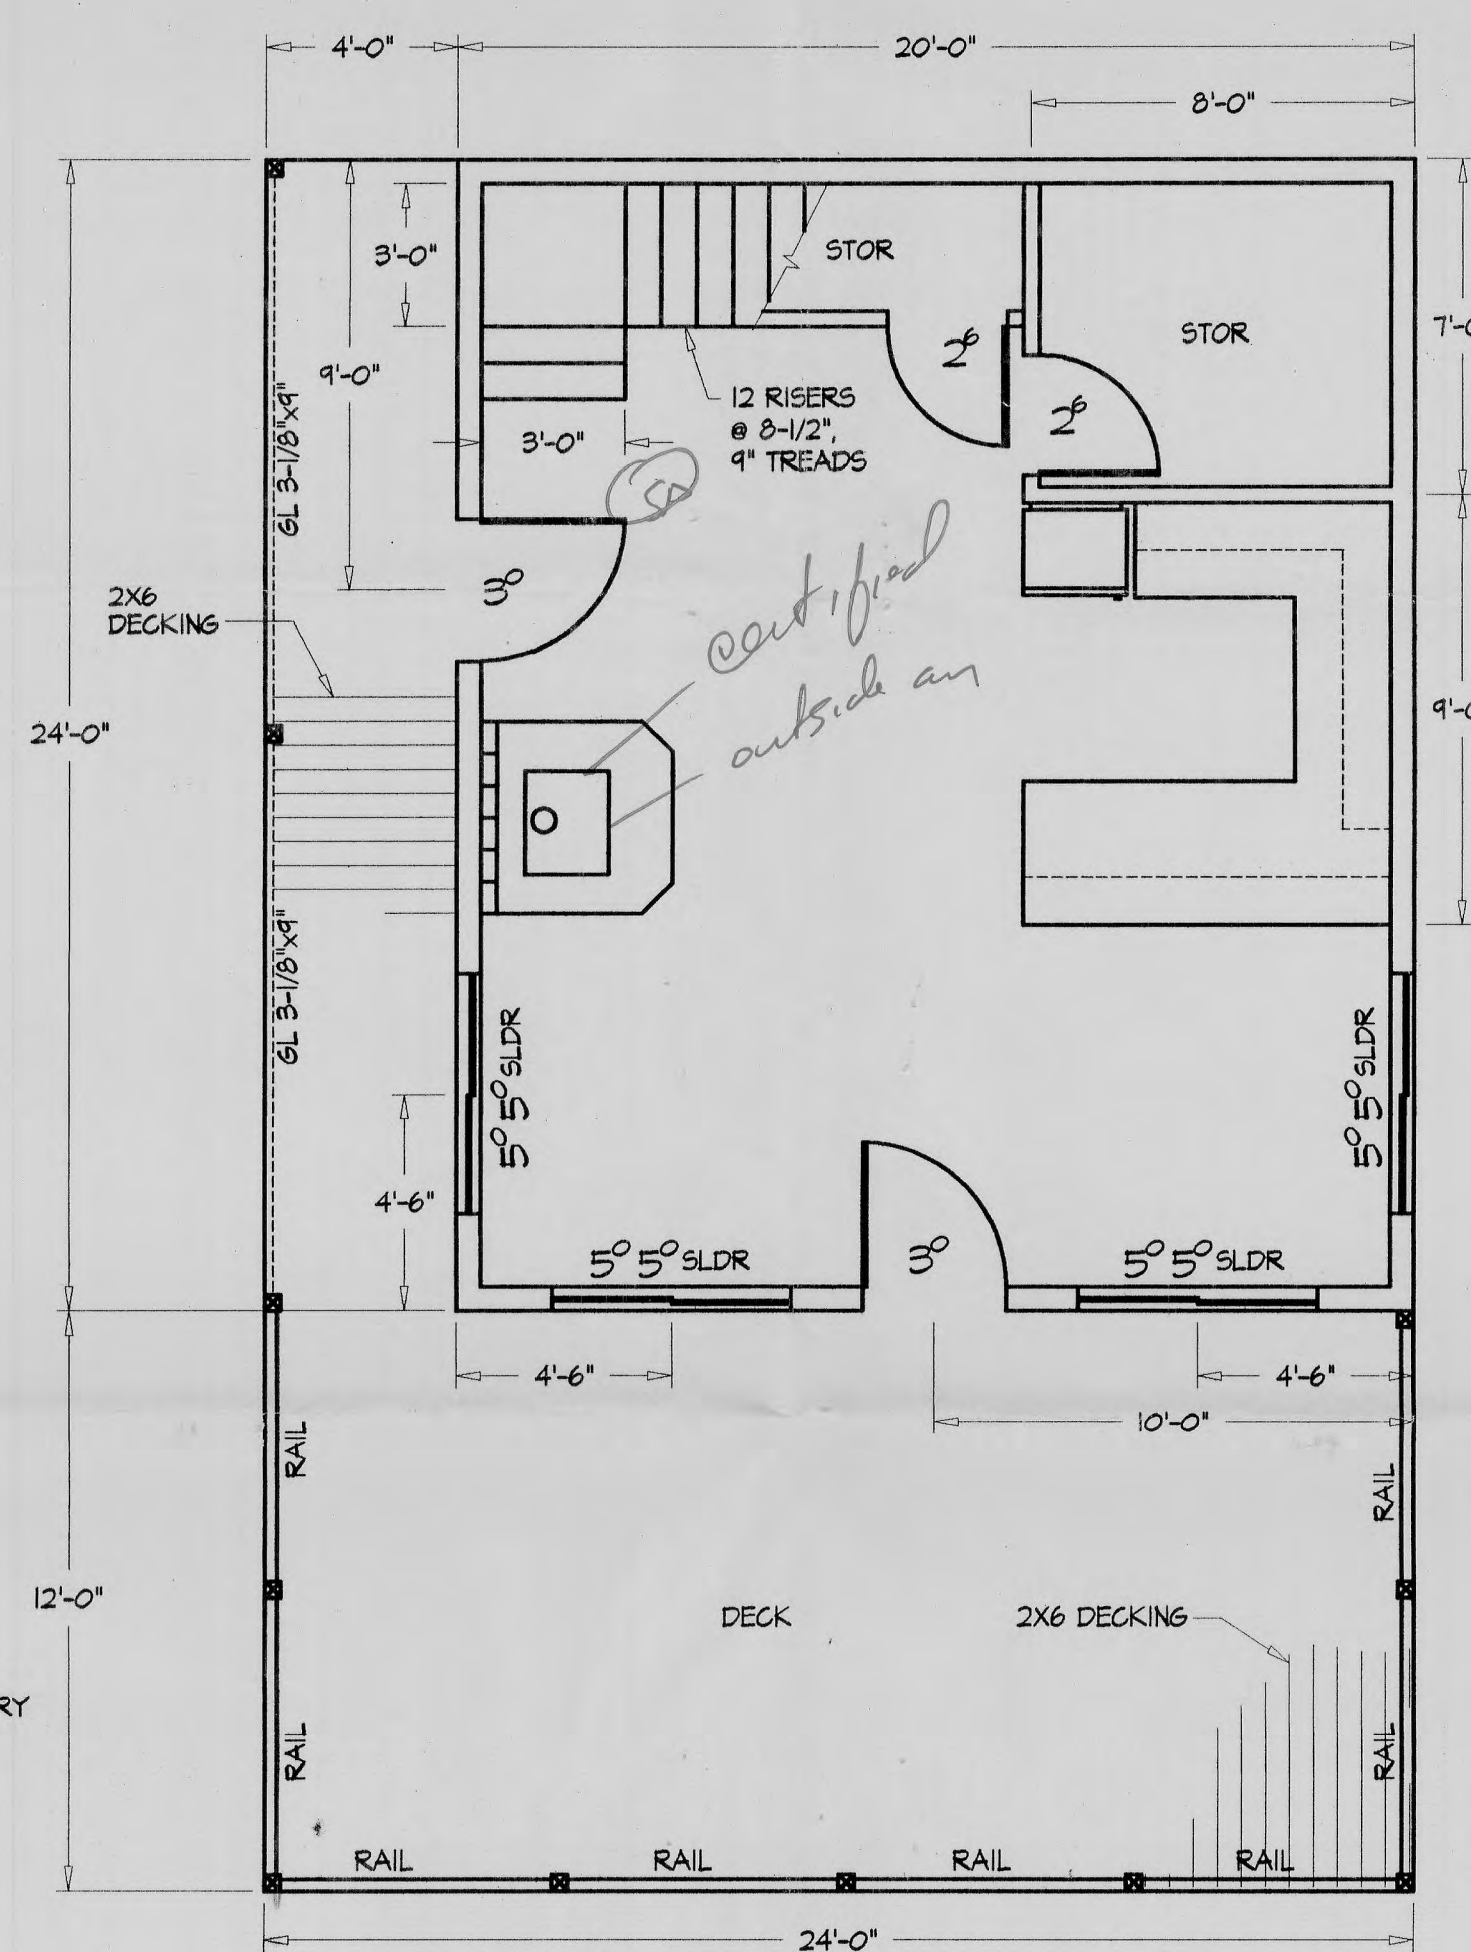 4'-0"
20'-0"
8'-0"
3'-0"
STOR
STOR
7'-
9'-0"
2⁶
2⁶
12 RISERS
@ 8-1/2",
9" TREADS
3'-0"
GL 3-1/8"x9"
certified
outside
3⁰
2X6
DECKING
24'-0"
9'-
GL 3-1/8"x9"
5⁰ 5⁰ SLDR
5⁰ 5⁰ SLDR
4'-6"
5⁰ 5⁰ SLDR
3⁰
5⁰ 5⁰ SLDR
4'-6"
4'-6"
10'-0"
RAIL
RAIL
12'-0"
DECK
2X6 DECKING
RY
RAIL
RAIL
RAIL
RAIL
RAIL
RAIL
24'-0"